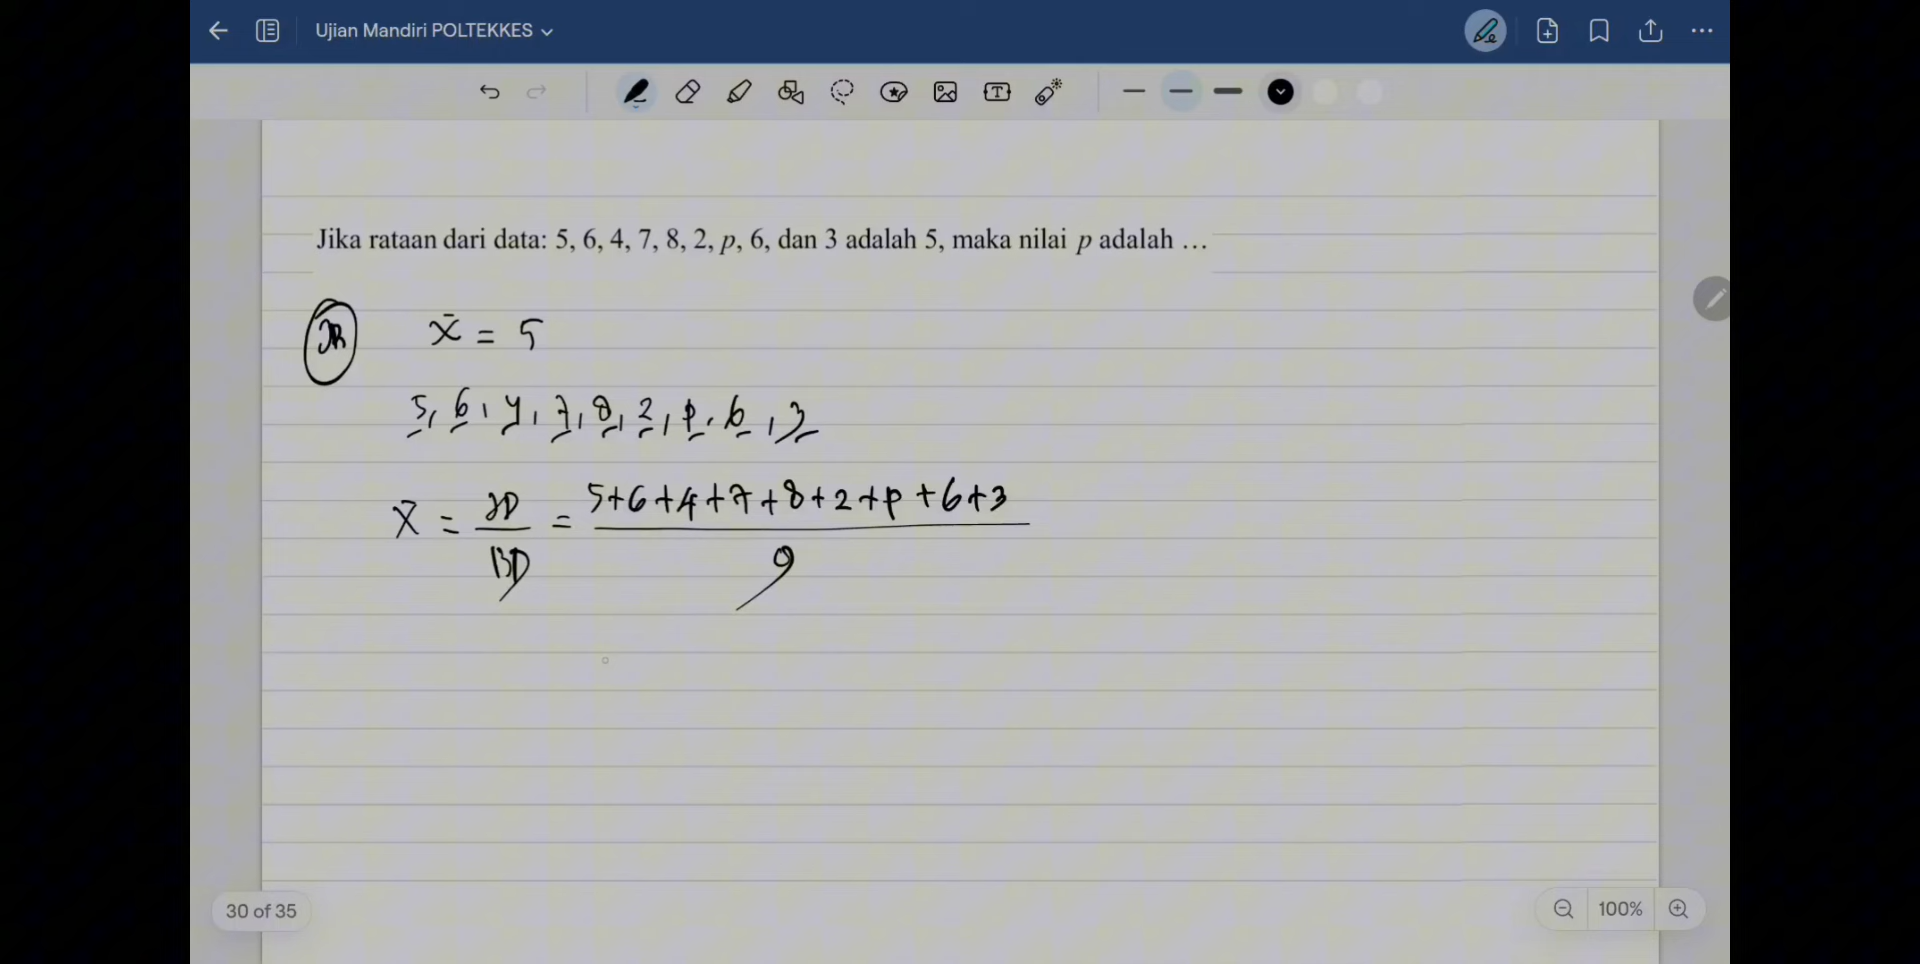 Ujian Mandiri POLTEKKES
Jika rataan dari data: 5, 6, 4, 7, 8, 2, p, 6, dan 3 adalah 5, maka nilai p adalah …
x̄ = 5
5, 6, 4, 7, 8, 2, p, 6, 3
x̄ = JD/BD = 5+6+4+7+8+2+p+6+3/9
30 of 35
100%